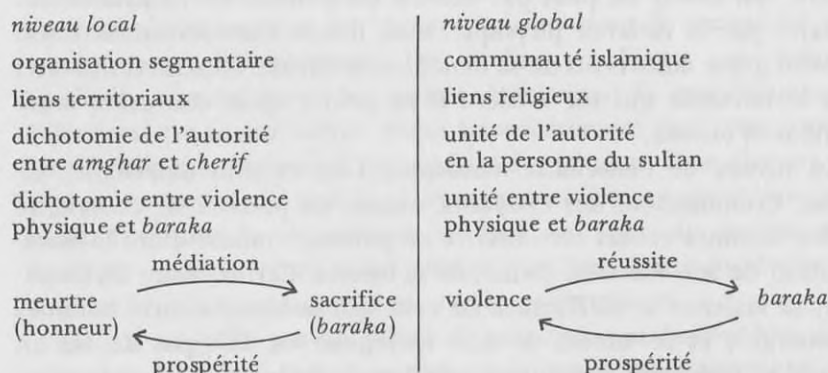 niveau local
organisation segmentaire
liens territoriaux
dichotomie de l'autorité
entre amghar et cherif
dichotomie entre violence
physique et baraka
médiation
meurtre
(honneur)
sacrifice
(baraka)
prospérité
niveau global
communauté islamique
liens religieux
unité de l'autorité
en la personne du sultan
unité entre violence
physique et baraka
réussite
violence
baraka
prospérité